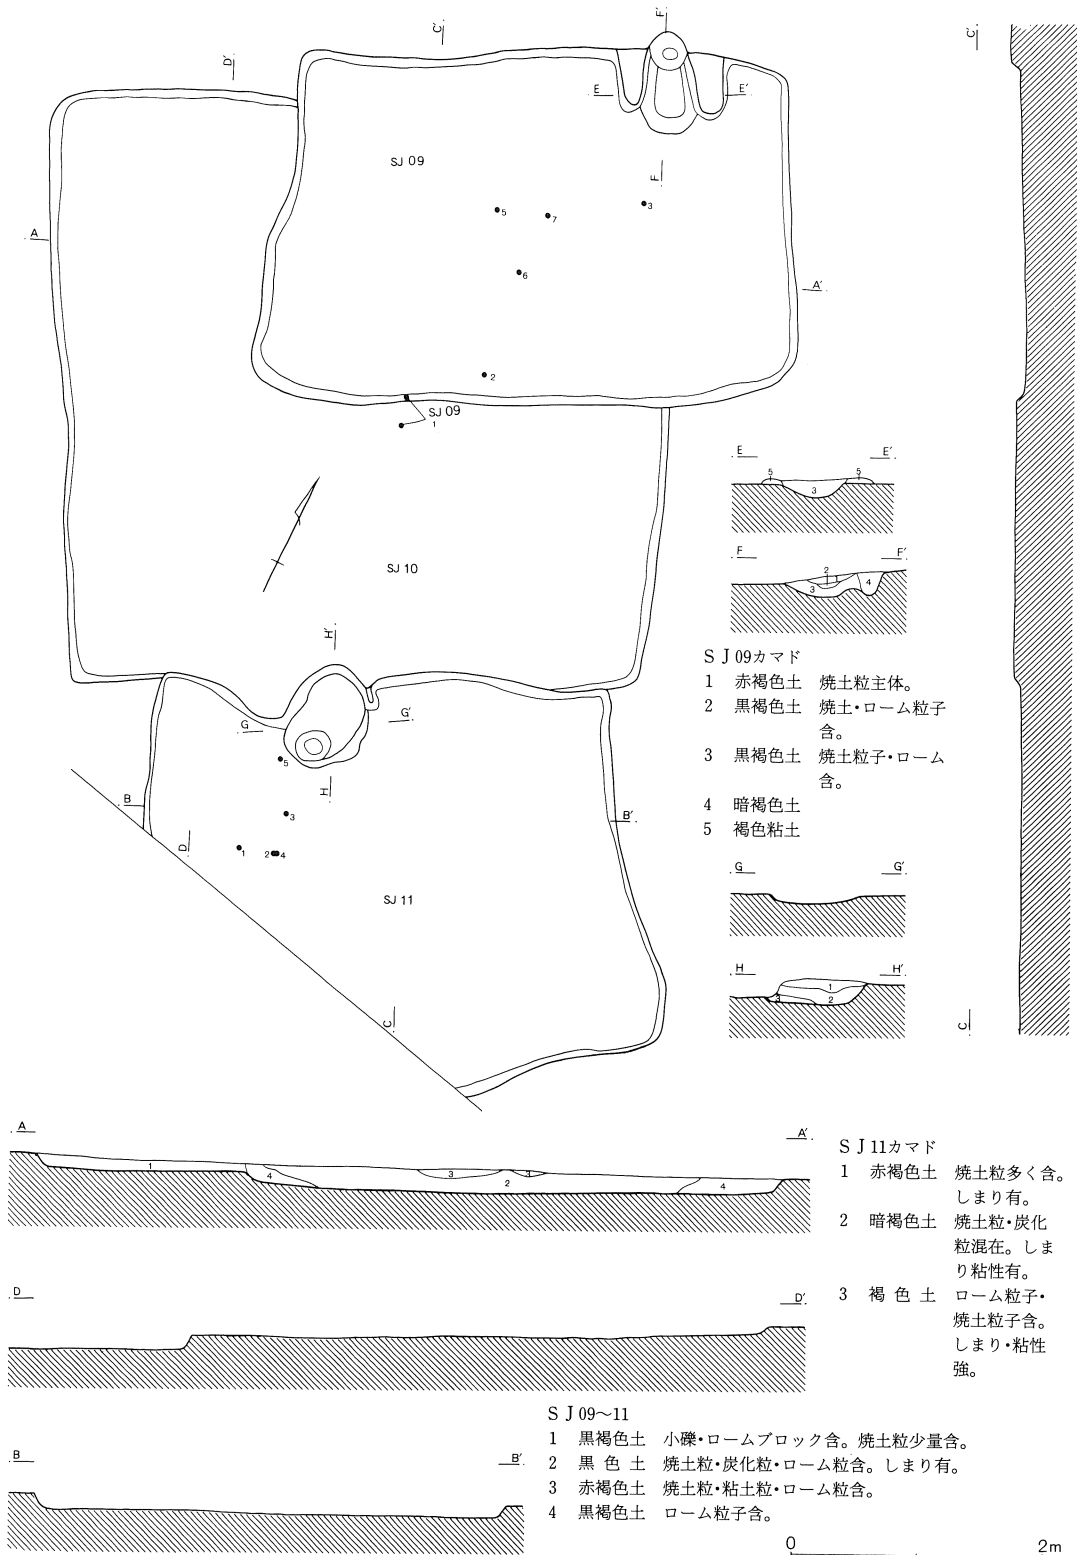 F'
C'
C'
D'
E
E'
SJ 09
F
5
7
3
A
6
A'
2
SJ 09
1
E
E'
5
5
3
SJ 10
F
F'
2
1
3
4
H'
S J 09カマド
1 赤褐色土 焼土粒主体。
2 黒褐色土 焼土・ローム粒子
含。
3 黒褐色土 焼土粒子・ローム
含。
4 暗褐色土
5 褐色粘土
G
G'
5
H
B
3
B'
D
1
2
4
G
G'
SJ 11
H
H'
1
3
2
C
C
A
A'
1
4
3
3
2
4
S J 11カマド
1 赤褐色土 焼土粒多く含。
しまり有。
2 暗褐色土 焼土粒・炭化
粒混在。しま
り粘性有。
3 褐色土 ローム粒子・
焼土粒子含。
しまり・粘性
強。
D
D'
S J 09〜11
1 黒褐色土 小礫・ロームブロック含。焼土粒少量含。
2 黒色土 焼土粒・炭化粒・ローム粒含。しまり有。
3 赤褐色土 焼土粒・粘土粒・ローム粒含。
4 黒褐色土 ローム粒子含。
B
B'
0
2m